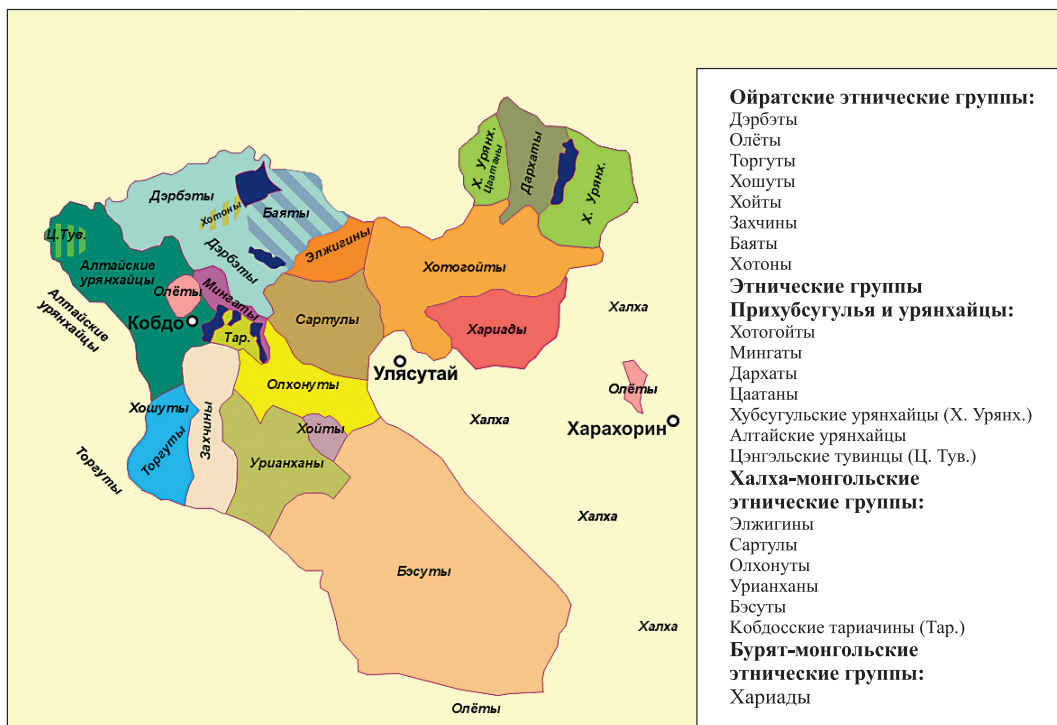 Дэрбэты
Хотоны
Баяты
Дэрбэты
Элжигины
Х. Урянх.
Цаатаны
Дархаты
Х. Урянх.
Ц.Тув.
Алтайские
урянхайцы
Алтайские
урянхайцы
Олёты
Мингаты
Кобдо
Тар.
Сартулы
Хотогойты
Хариады
Халха
Улясутай
Олхонуты
Олёты
Харахорин
Халха
Хошуты
Торгуты
Торгуты
Захчины
Хойты
Урианханы
Халха
Бэсуты
Халха
Олёты
Ойратские этнические группы:
Дэрбэты
Олёты
Торгуты
Хошуты
Хойты
Захчины
Баяты
Хотоны
Этнические группы
Прихубсугулья и урянхайцы:
Хотогойты
Мингаты
Дархаты
Цаатаны
Хубсугульские урянхайцы (Х. Урянх.)
Алтайские урянхайцы
Цэнгэльские тувинцы (Ц. Тув.)
Халха-монгольские
этнические группы:
Элжигины
Сартулы
Олхонуты
Урианханы
Бэсуты
Кобдосские тариачины (Тар.)
Бурят-монгольские
этнические группы:
Хариады